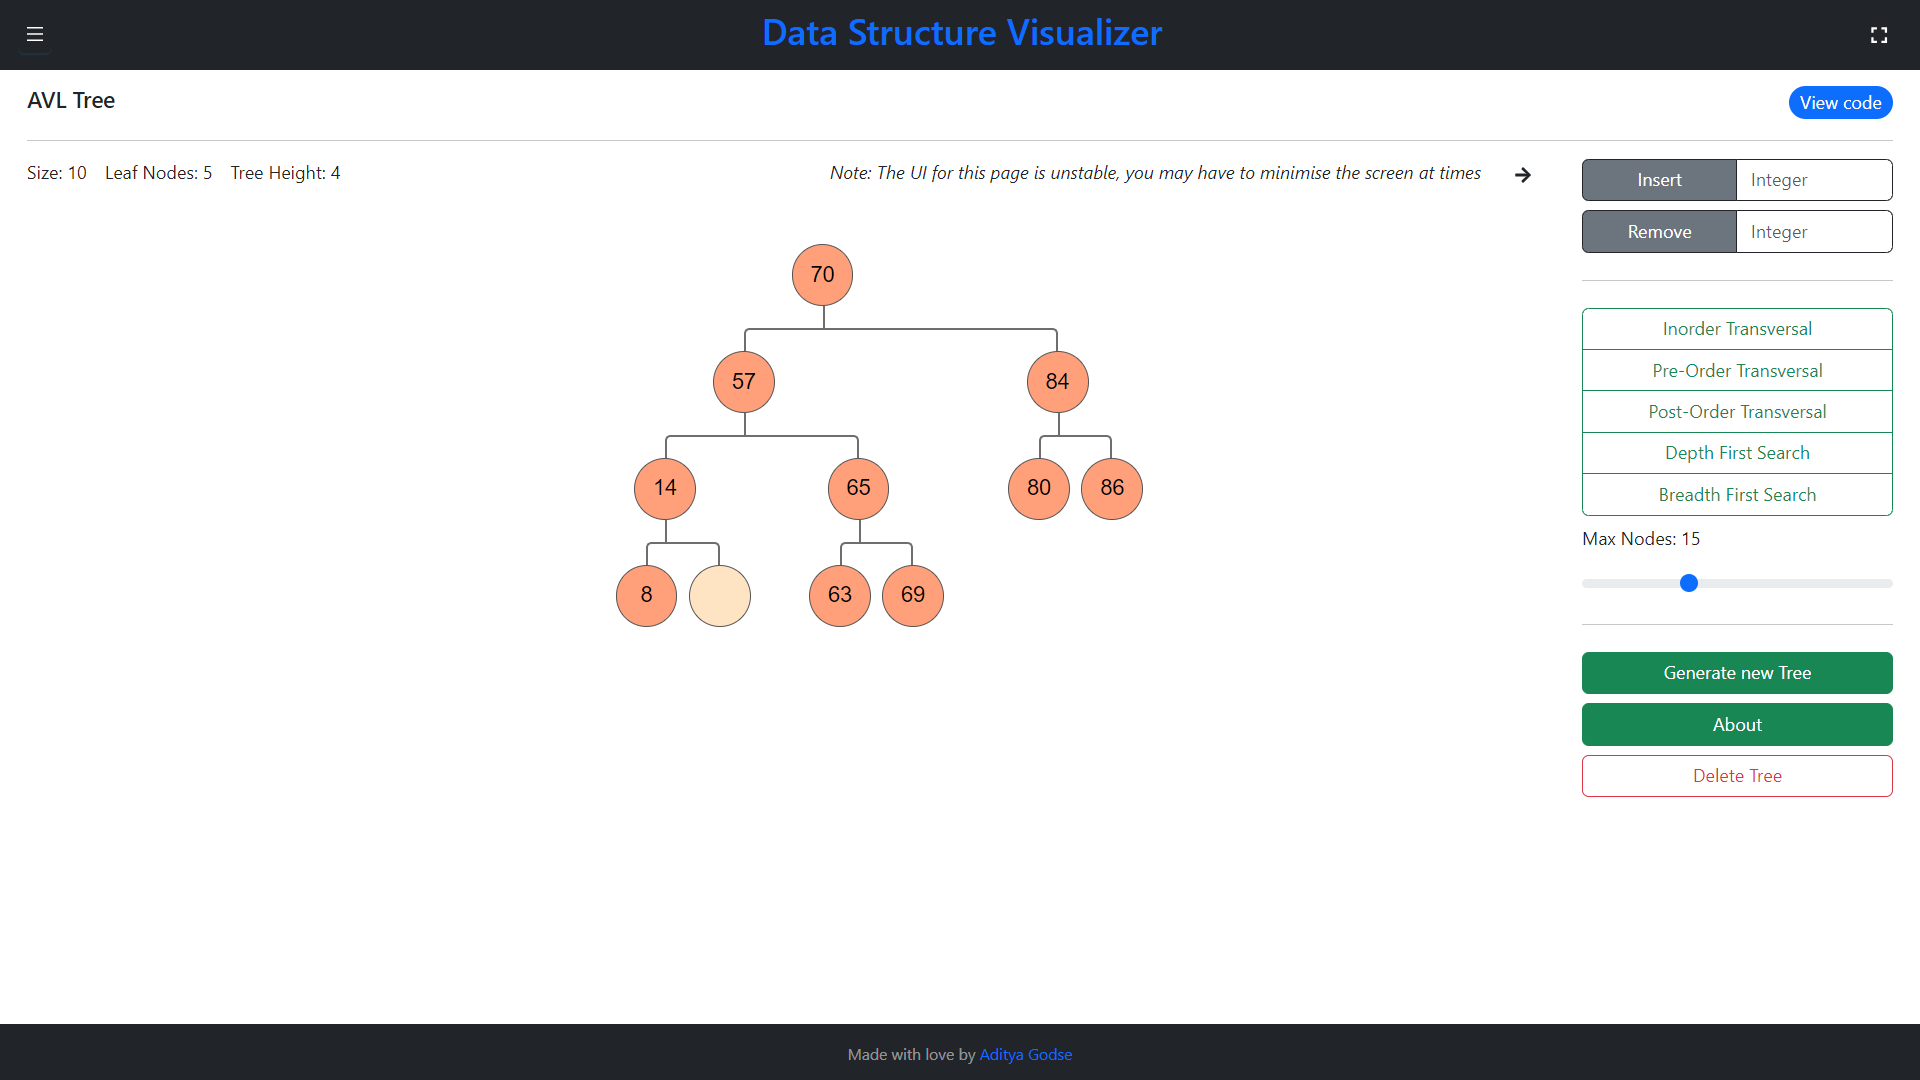 Data Structure Visualizer
AVL Tree
View code
Size: 10 Leaf Nodes: 5 Tree Height: 4
Note: The UI for this page is unstable, you may have to minimise the screen at times
Insert Integer
Remove Integer
70
57 84
14 65 80 86
8 63 69
Inorder Transversal
Pre-Order Transversal
Post-Order Transversal
Depth First Search
Breadth First Search
Max Nodes: 15
Generate new Tree
About
Delete Tree
Made with love by Aditya Godse